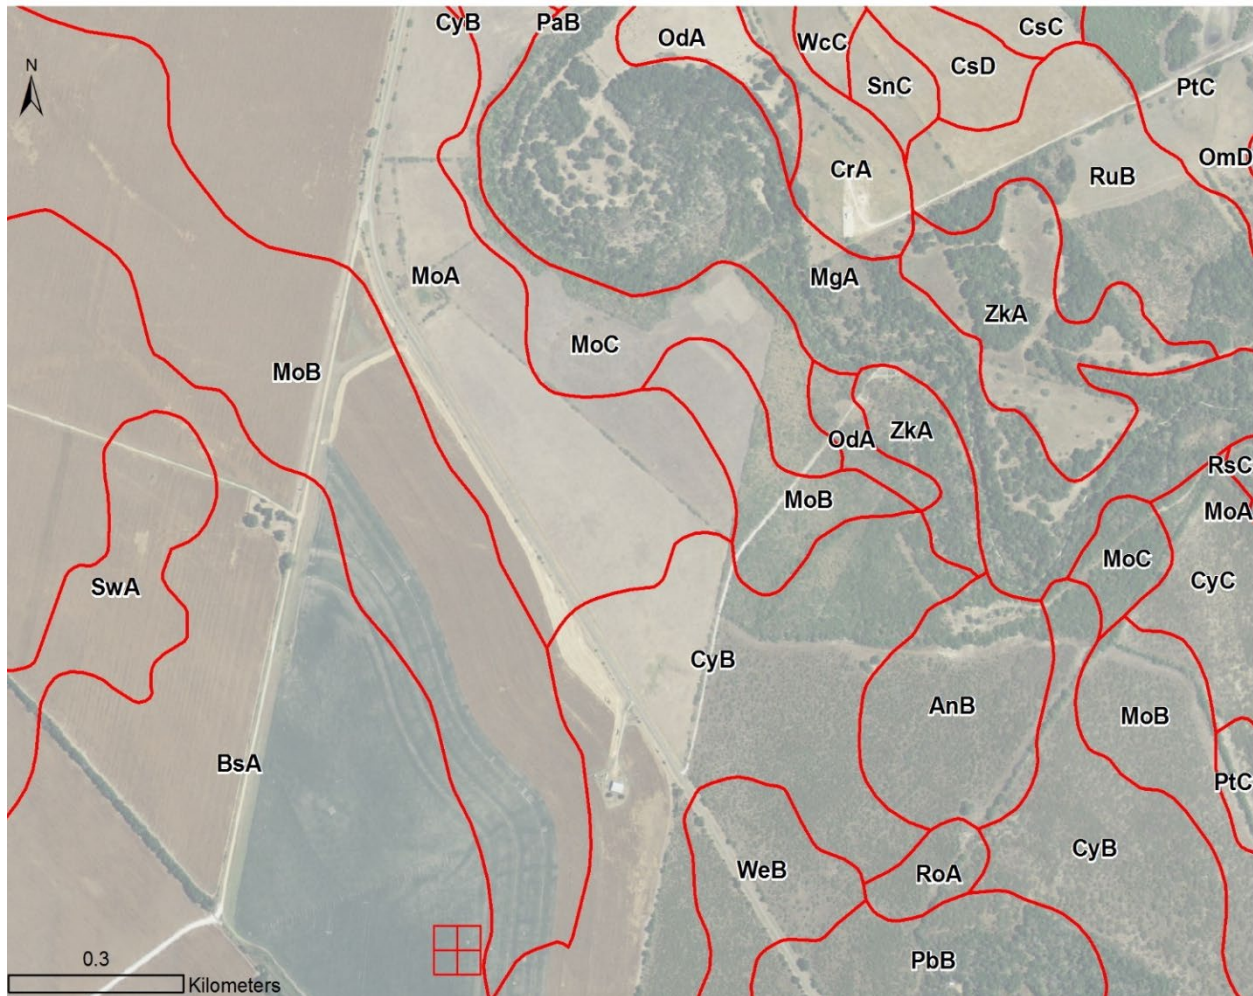 CyB
PaB
OdA
WcC
CsC
CsD
SnC
PtC
N
OmD
CrA
RuB
MoA
MgA
ZkA
MoC
MoB
OdA
ZkA
RsC
MoB
MoA
MoC
CyC
SwA
CyB
AnB
MoB
BsA
PtC
CyB
WeB
RoA
PbB
0.3
Kilometers